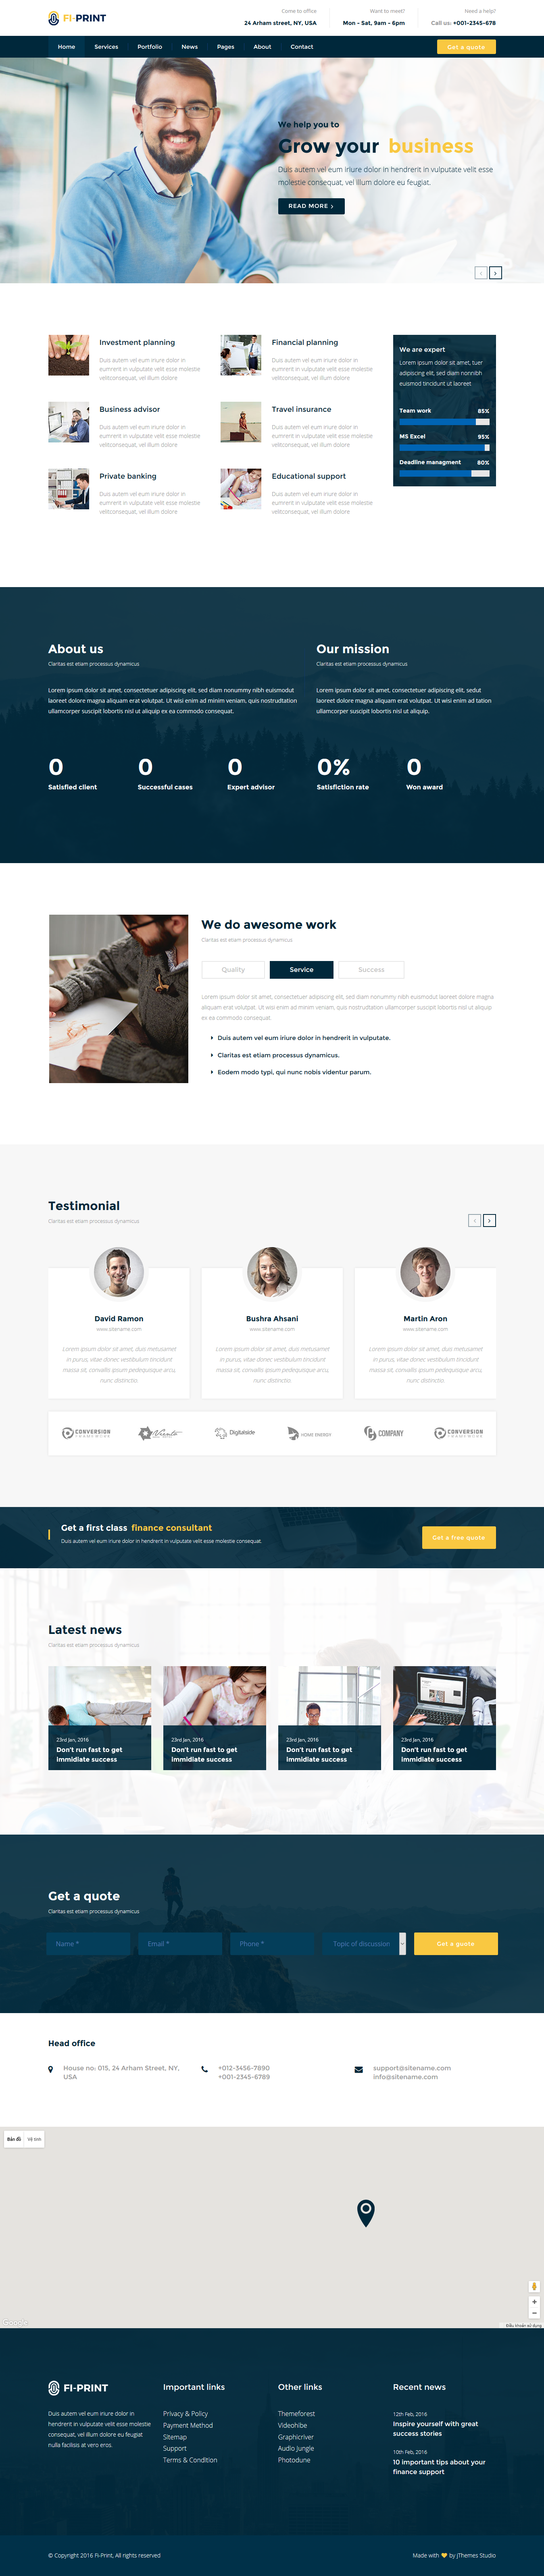 FI-PRINT
Come to office
24 Arham street, NY, USA
Want to meet?
Mon - Sat, 9am - 6pm
Need a help?
Call us: +001-2345-678
Home Services Portfolio News Pages About Contact
Get a quote
We help you to
Grow your business
Duis autem vel eum iriure dolor in hendrerit in vulputate velit esse
molestie consequat, vel illum dolore eu feugiat.
READ MORE >
Investment planning
Duis autem vel eum iriure dolor in
eumrerit in vulputate velit esse molestie
velitconsequat, vel illum dolore
Financial planning
Duis autem vel eum iriure dolor in
eumrerit in vulputate velit esse molestie
velitconsequat, vel illum dolore
Business advisor
Duis autem vel eum iriure dolor in
eumrerit in vulputate velit esse molestie
velitconsequat, vel illum dolore
Travel insurance
Duis autem vel eum iriure dolor in
eumrerit in vulputate velit esse molestie
velitconsequat, vel illum dolore
Private banking
Duis autem vel eum iriure dolor in
eumrerit in vulputate velit esse molestie
velitconsequat, vel illum dolore
Educational support
Duis autem vel eum iriure dolor in
eumrerit in vulputate velit esse molestie
velitconsequat, vel illum dolore
We are expert
Lorem ipsum dolor sit amet, tuer
adipiscing elit, sed diam nonnibh
euismod tincidunt ut laoreet
Team work 85%
MS Excel 95%
Deadline managment 80%
About us
Claritas est etiam processus dynamicus
Lorem ipsum dolor sit amet, consectetuer adipiscing elit, sed diam nonummy nibh euismodut
laoreet dolore magna aliquam erat volutpat. Ut wisi enim ad minim veniam, quis nostrudtation
ullamcorper suscipit lobortis nisl ut aliquip ex ea commodo consequat.
Our mission
Claritas est etiam processus dynamicus
Lorem ipsum dolor sit amet, consectetuer adipiscing elit, sedut
laoreet dolore magna aliquam erat volutpat. Ut wisi enim ad tation
ullamcorper suscipit lobortis nisl ut aliquip.
0 0 0 0% 0
Satisfied client Successful cases Expert advisor Satisfiction rate Won award
We do awesome work
Claritas est etiam processus dynamicus
Quality Service Success
Lorem ipsum dolor sit amet, consectetuer adipiscing elit, sed diam nonummy nibh euismodut laoreet dolore magna
aliquam erat volutpat. Ut wisi enim ad minim veniam, quis nostrudtation ullamcorper suscipit lobortis nisl ut aliquip
ex ea commodo consequat.
Duis autem vel eum iriure dolor in hendrerit in vulputate.
Claritas est etiam processus dynamicus.
Eodem modo typi, qui nunc nobis videntur parum.
Testimonial
Claritas est etiam processus dynamicus
David Ramon
www.sitename.com
Lorem ipsum dolor sit amet, duis metusamet
in purus, vitae donec vestibulum tincidunt
massa sit, convallis ipsum pedequisque arcu,
nunc distinctio.
Bushra Ahsani
www.sitename.com
Lorem ipsum dolor sit amet, duis metusamet
in purus, vitae donec vestibulum tincidunt
massa sit, convallis ipsum pedequisque arcu,
nunc distinctio.
Martin Aron
www.sitename.com
Lorem ipsum dolor sit amet, duis metusamet
in purus, vitae donec vestibulum tincidunt
massa sit, convallis ipsum pedequisque arcu,
nunc distinctio.
CONVERSION
Digitalside
HOME ENERGY
COMPANY
CONVERSION
Get a first class finance consultant
Duis autem vel eum iriure dolor in hendrerit in vulputate velit esse molestie consequat.
Get a free quote
Latest news
Claritas est etiam processus dynamicus
23rd Jan, 2016
Don't run fast to get
immidiate success
23rd Jan, 2016
Don't run fast to get
immidiate success
23rd Jan, 2016
Don't run fast to get
immidiate success
23rd Jan, 2016
Don't run fast to get
immidiate success
Get a quote
Claritas est etiam processus dynamicus
Name * Email * Phone * Topic of discussion Get a quote
Head office
House no: 015, 24 Arham Street, NY,
USA
+012-3456-7890
+001-2345-6789
support@sitename.com
info@sitename.com
Bản đồ Vệ tinh
Google
Điều khoản sử dụng
FI-PRINT
Duis autem vel eum iriure dolor in
hendrerit in vulputate velit esse molestie
consequat, vel illum dolore eu feugiat
nulla facilisis at vero eros.
Important links
Privacy & Policy
Payment Method
Sitemap
Support
Terms & Condition
Other links
Themeforest
Videohibe
Graphicriver
Audio Jungle
Photodune
Recent news
12th Feb, 2016
Inspire yourself with great
success stories
10th Feb, 2016
10 important tips about your
finance support
© Copyright 2016 Fi-Print, All rights reserved
Made with by jThemes Studio